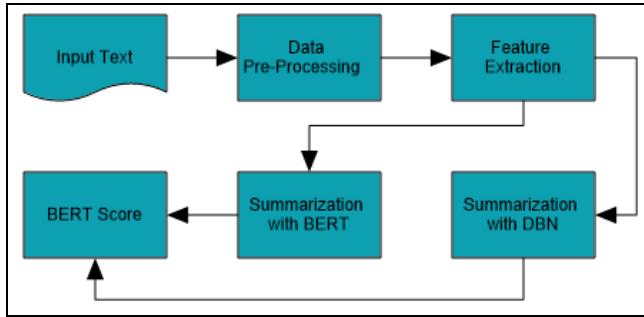 Input Text
Data
Pre-Processing
Feature
Extraction
BERT Score
Summarization
with BERT
Summarization
with DBN